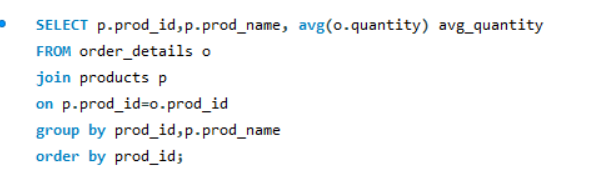 SELECT p.prod_id,p.prod_name, avg(o.quantity) avg_quantity
FROM order_details o
join products p
on p.prod_id=o.prod_id
group by prod_id,p.prod_name
order by prod_id;